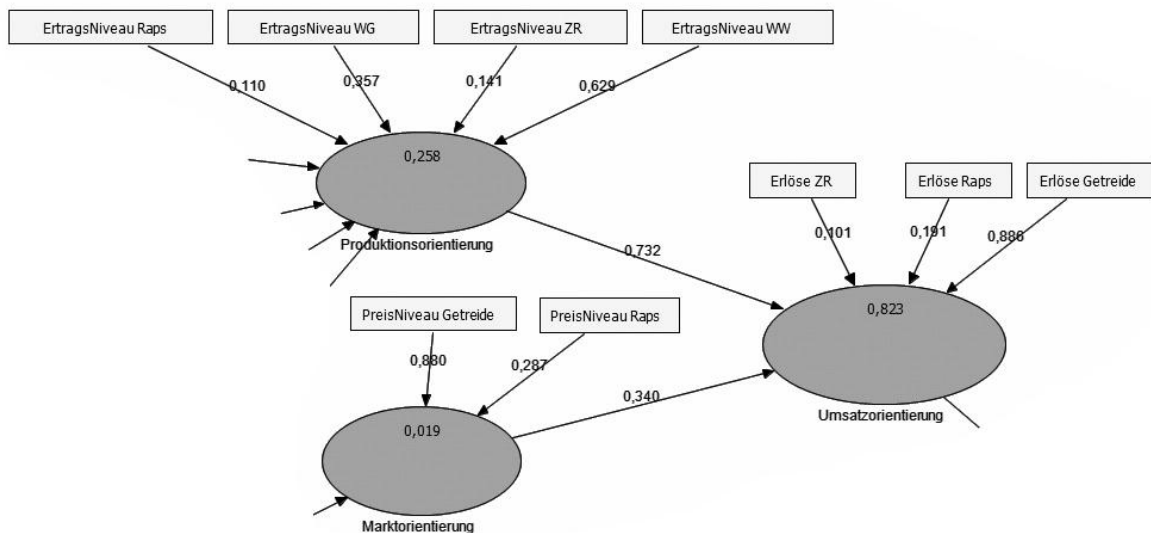 ErtragsNiveau Raps
ErtragsNiveau WG
ErtragsNiveau ZR
ErtragsNiveau WW
0,110
0,357
0,141
0,629
0,258
Produktionsorientierung
Erlöse ZR
Erlöse Raps
Erlöse Getreide
0,101
0,191
0,886
0,732
0,823
Umsatzorientierung
PreisNiveau Getreide
PreisNiveau Raps
0,880
0,287
0,340
0,019
Marktorientierung